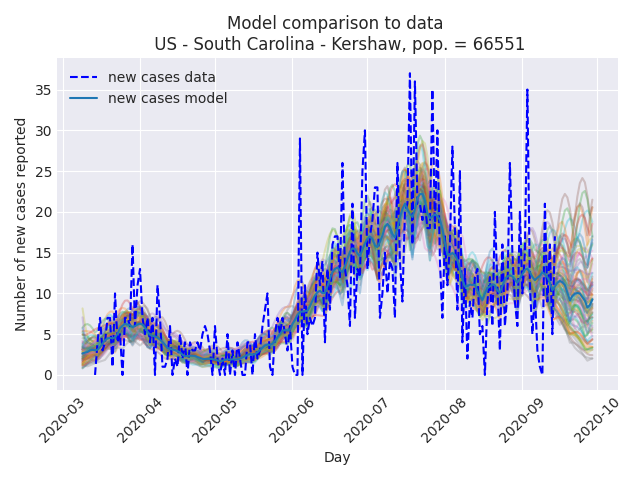 Model comparison to data
US - South Carolina - Kershaw, pop. = 66551
new cases data
new cases model
Number of new cases reported
35
30
25
20
15
10
5
0
2020-03
2020-04
2020-05
2020-06
2020-07
2020-08
2020-09
2020-10
Day